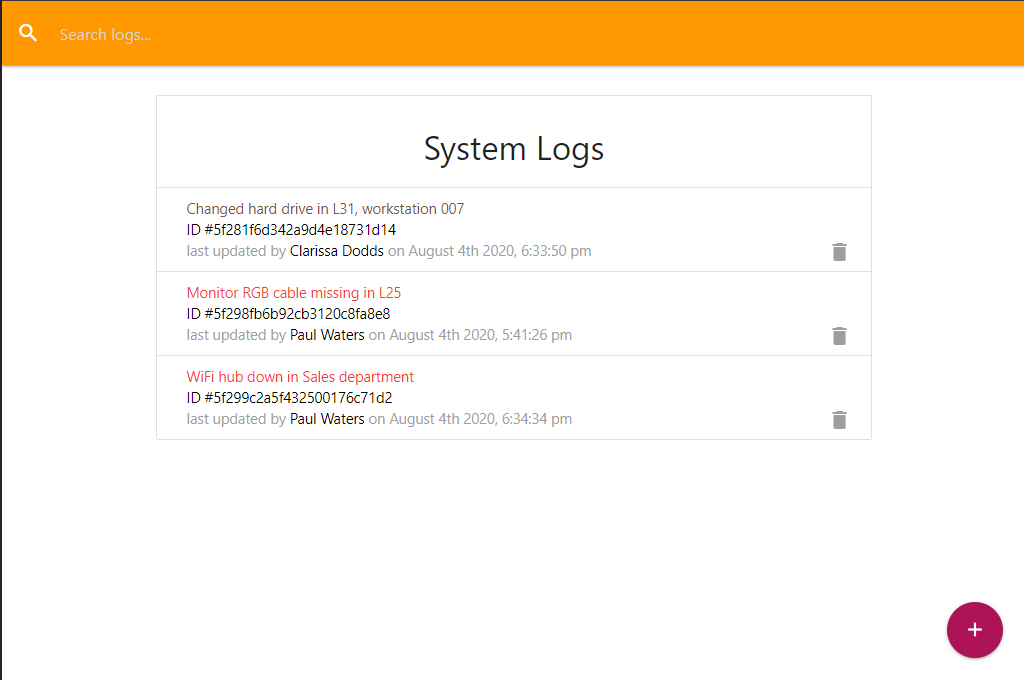 Search logs...
System Logs
Changed hard drive in L31, workstation 007
ID #5f281f6d342a9d4e18731d14
last updated by Clarissa Dodds on August 4th 2020, 6:33:50 pm
Monitor RGB cable missing in L25
ID #5f298fb6b92cb3120c8fa8e8
last updated by Paul Waters on August 4th 2020, 5:41:26 pm
WiFi hub down in Sales department
ID #5f299c2a5f432500176c71d2
last updated by Paul Waters on August 4th 2020, 6:34:34 pm